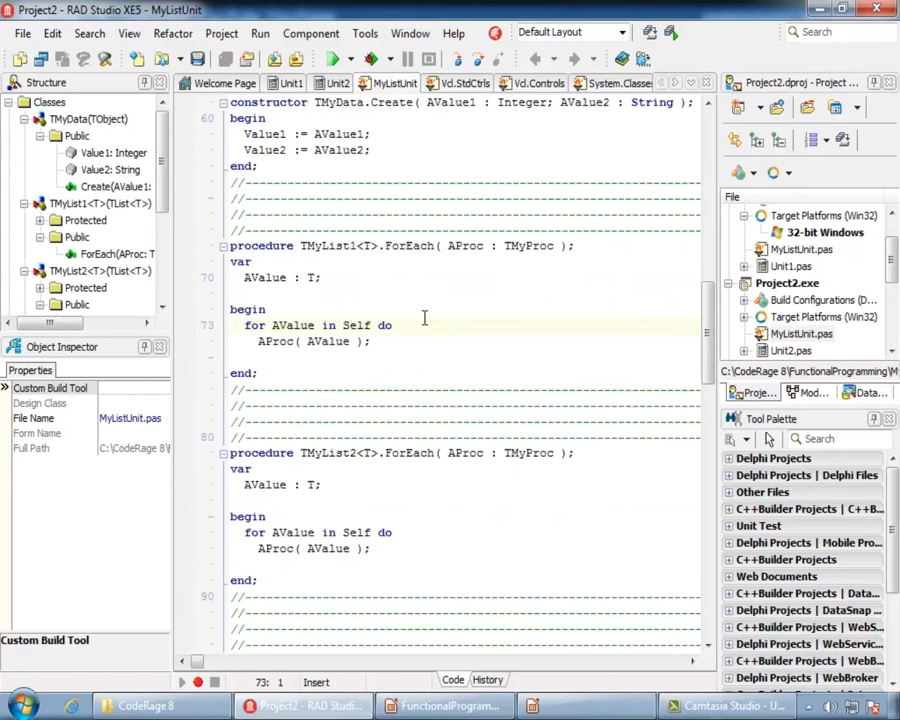 Project2 - RAD Studio XE5 - MyListUnit
File Edit Search View Refactor Project Run Component Tools Window Help
Default Layout
Search
Structure
Classes
TMyData(TObject)
Public
Value1: Integer
Value2: String
Create(AValue1:
TMyList1<T>(TList<T>)
Protected
Public
ForEach(AProc: T
TMyList2<T>(TList<T>)
Protected
Public
Object Inspector
Properties
Custom Build Tool
Design Class
File Name MyListUnit.pas
Form Name
Full Path C:\CodeRage 8\F
Custom Build Tool
Welcome Page Unit1 Unit2 MyListUnit Vcl.StdCtrls Vcl.Controls System.Classes
constructor TMyData.Create( AValue1 : Integer; AValue2 : String );
60 begin
Value1 := AValue1;
Value2 := AValue2;
end;
//-------------------------------------------------------------------
//-------------------------------------------------------------------
//-------------------------------------------------------------------
//-------------------------------------------------------------------
procedure TMyList1<T>.ForEach( AProc : TMyProc );
var
70 AValue : T;
begin
73 for AValue in Self do
AProc( AValue );
end;
//-------------------------------------------------------------------
//-------------------------------------------------------------------
//-------------------------------------------------------------------
80 //-------------------------------------------------------------------
procedure TMyList2<T>.ForEach( AProc : TMyProc );
var
AValue : T;
begin
for AValue in Self do
AProc( AValue );
end;
90 //-------------------------------------------------------------------
//-------------------------------------------------------------------
//-------------------------------------------------------------------
//-------------------------------------------------------------------
73: 1 Insert Code History
Project2.dproj - Project
File
Target Platforms (Win32)
32-bit Windows
MyListUnit.pas
Unit1.pas
Project2.exe
Build Configurations (D...
Target Platforms (Win32)
MyListUnit.pas
Unit2.pas
C:\CodeRage 8\FunctionalProgramming\M
Proje... Mod... Data...
Tool Palette
Search
Delphi Projects
Delphi Projects | Delphi Files
Other Files
C++Builder Projects | C++B...
Unit Test
Delphi Projects | Mobile Pro...
C++Builder Projects
Web Documents
C++Builder Projects | Data...
Delphi Projects | DataSnap
C++Builder Projects | WebS...
Delphi Projects | WebServic...
C++Builder Projects | WebB...
Delphi Projects | WebBroker
CodeRage 8
Project2 - RAD Studi...
FunctionalProgram...
Camtasia Studio - U...